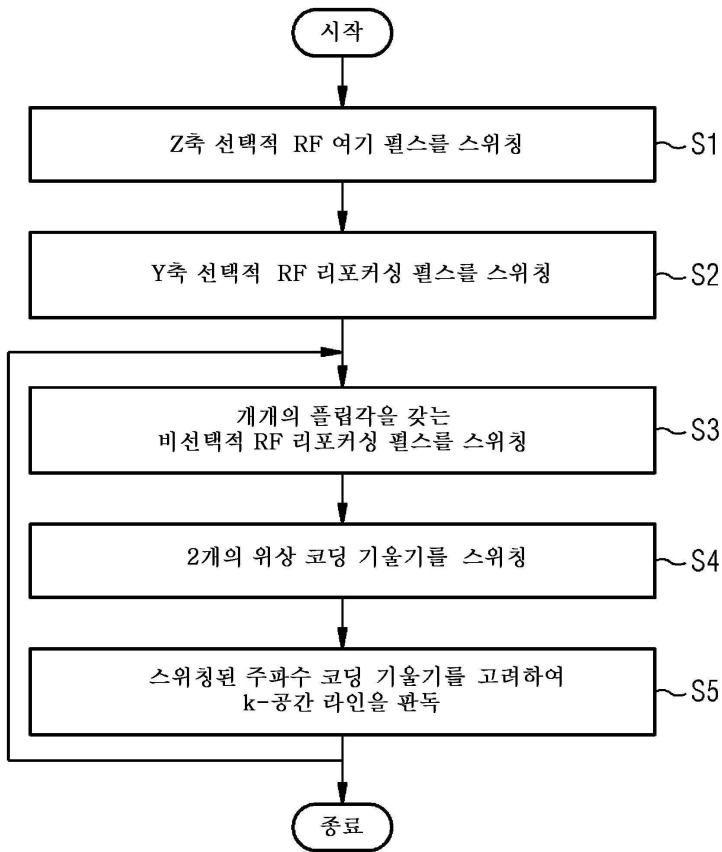 시작
Z축 선택적 RF 여기 펄스를 스위칭
S1
Y축 선택적 RF 리포커싱 펄스를 스위칭
S2
개개의 플립각을 갖는
비선택적 RF 리포커싱 펄스를 스위칭
S3
2개의 위상 코딩 기울기를 스위칭
S4
스위칭된 주파수 코딩 기울기를 고려하여
k-공간 라인을 판독
S5
종료